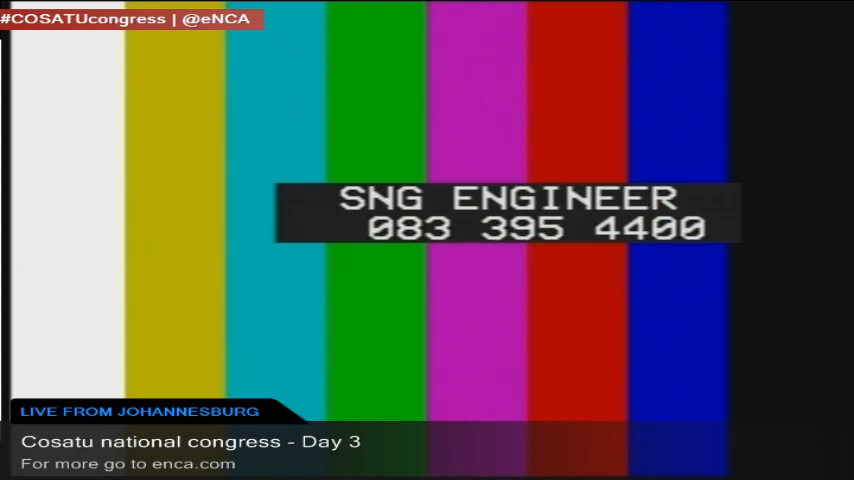 #COSATUcongress | @eNCA
SNG ENGINEER
083 395 4400
LIVE FROM JOHANNESBURG
Cosatu national congress - Day 3
For more go to enca.com